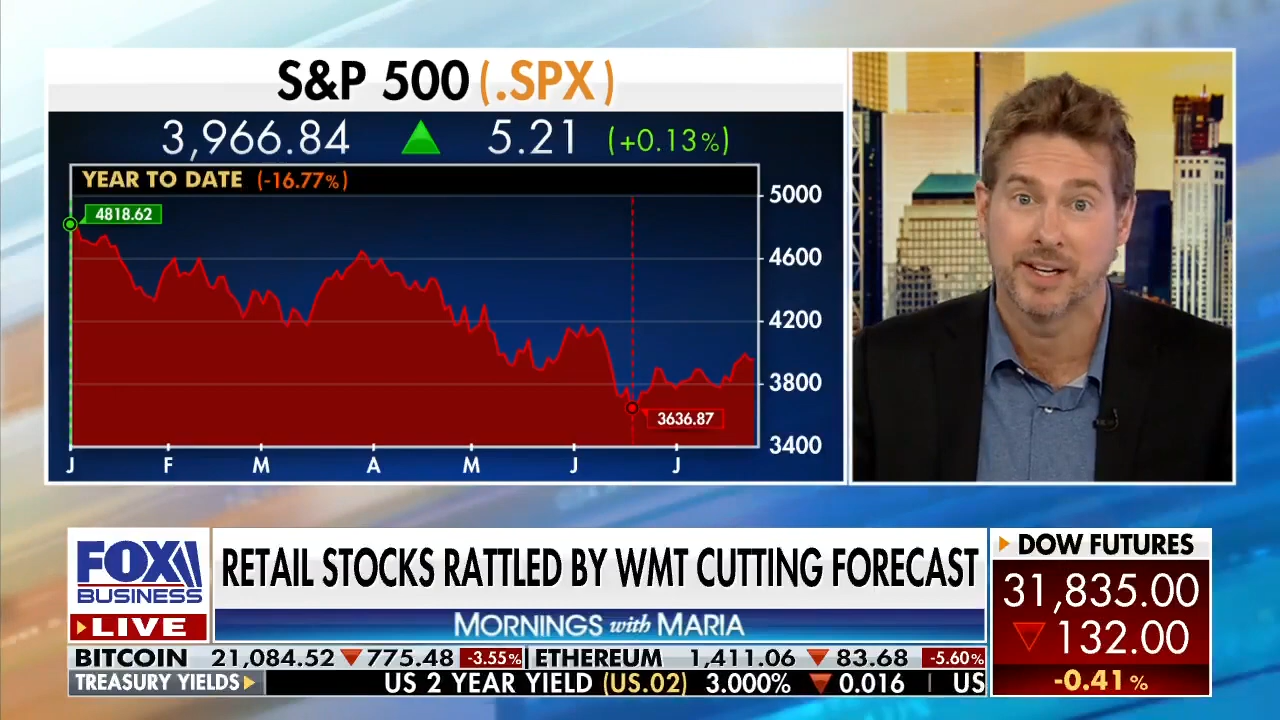 S&P 500 (.SPX)
3,966.84 ▲ 5.21 (+0.13%)
YEAR TO DATE (-16.77%)
4818.62
5000
4600
4200
3800
3400
3636.87
J F M A M J J
FOX BUSINESS
LIVE
RETAIL STOCKS RATTLED BY WMT CUTTING FORECAST
MORNINGS with MARIA
DOW FUTURES
31,835.00
▼ 132.00
-0.41%
BITCOIN 21,084.52 ▼ 775.48 -3.55% ETHEREUM 1,411.06 ▼ 83.68 -5.60%
TREASURY YIELDS US 2 YEAR YIELD (US.02) 3.000% ▼ 0.016 | US